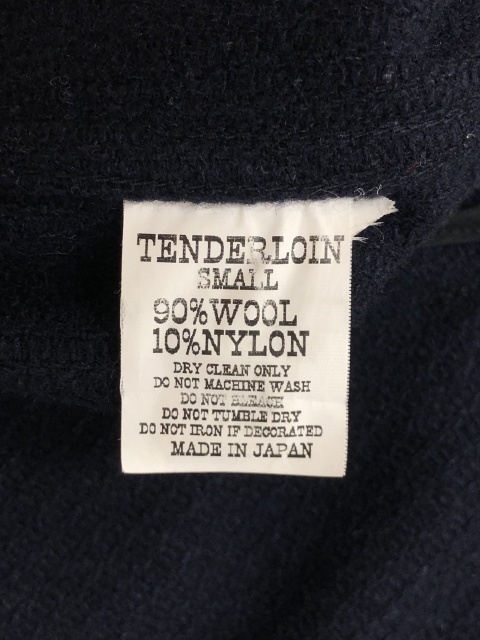 TENDERLOIN
SMALL
90%WOOL
10%NYLON
DRY CLEAN ONLY
DO NOT MACHINE WASH
DO NOT BLEACH
DO NOT TUMBLE DRY
DO NOT IRON IF DECORATED
MADE IN JAPAN